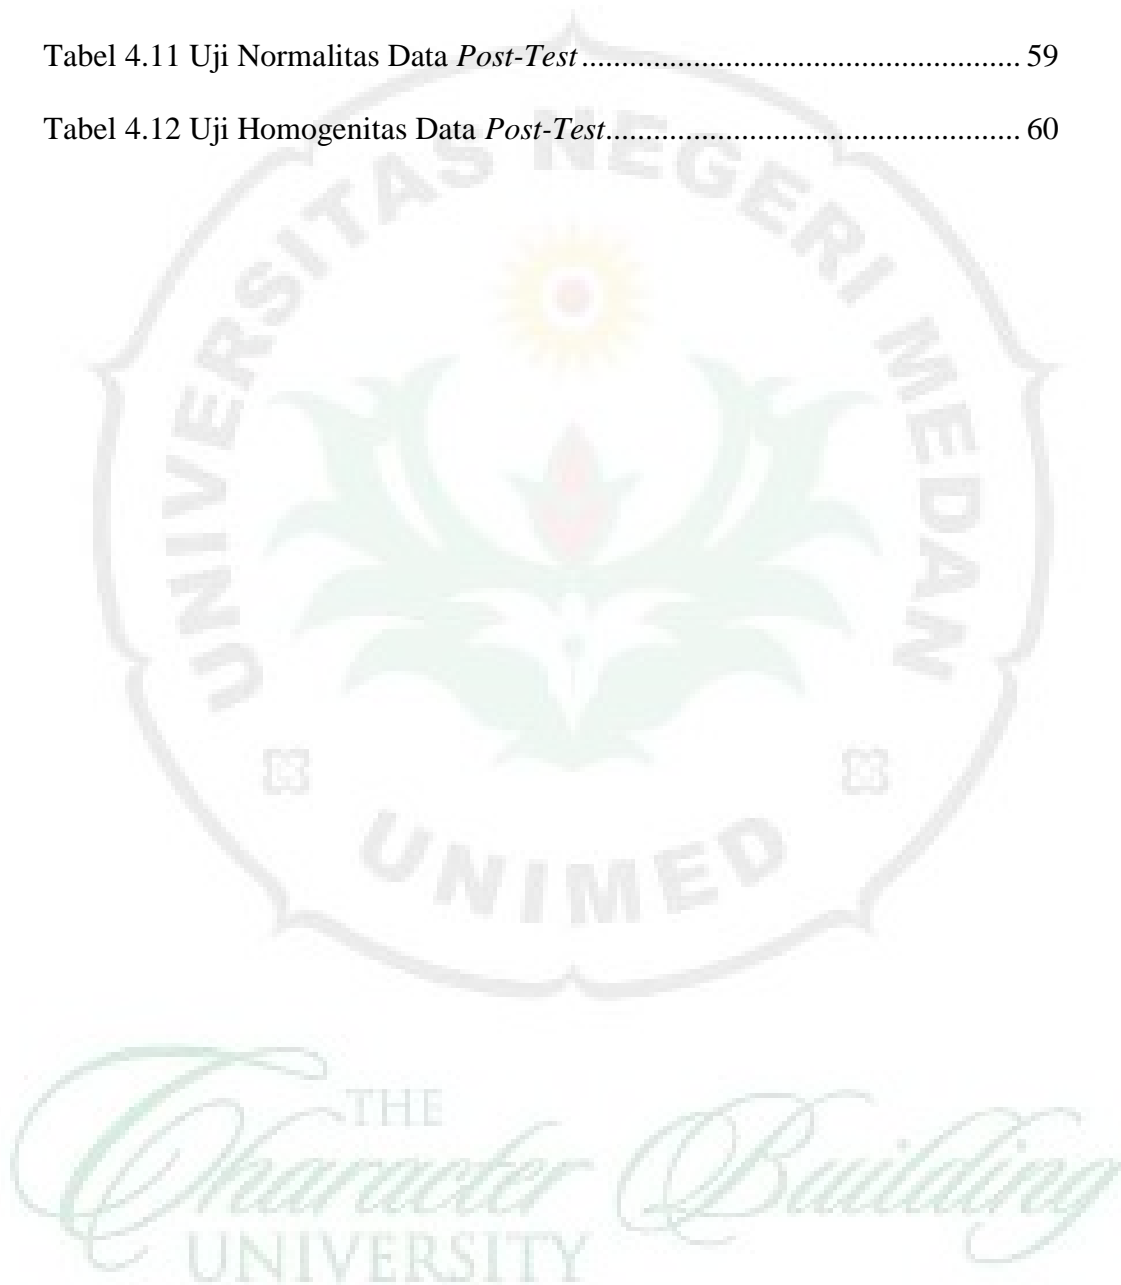 Tabel 4.11 Uji Normalitas Data Post-Test....................................................... 59
Tabel 4.12 Uji Homogenitas Data Post-Test.................................................... 60
UNIVERSITAS NEGERI MEDAN
UNIMED
THE
Character Building
UNIVERSITY